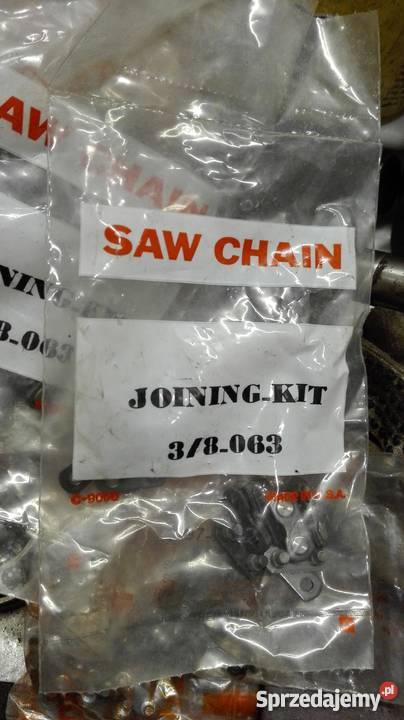 SAW CHAIN
JOINING-KIT
3/8-063
S.A.
Sprzedajemy.pl